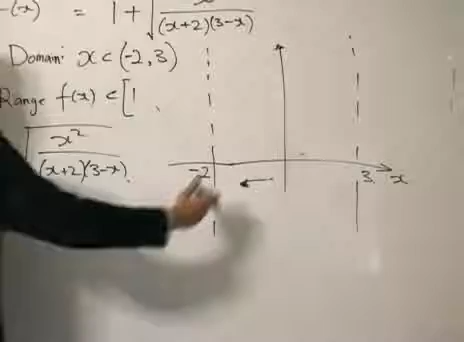 -(x) = 1 + √ (x+2)(3-x)
Domain: x ∈ (-2, 3)
Range f(x) ∈ [1,
√ x² / (x+2)(3-x)
-2 3 x